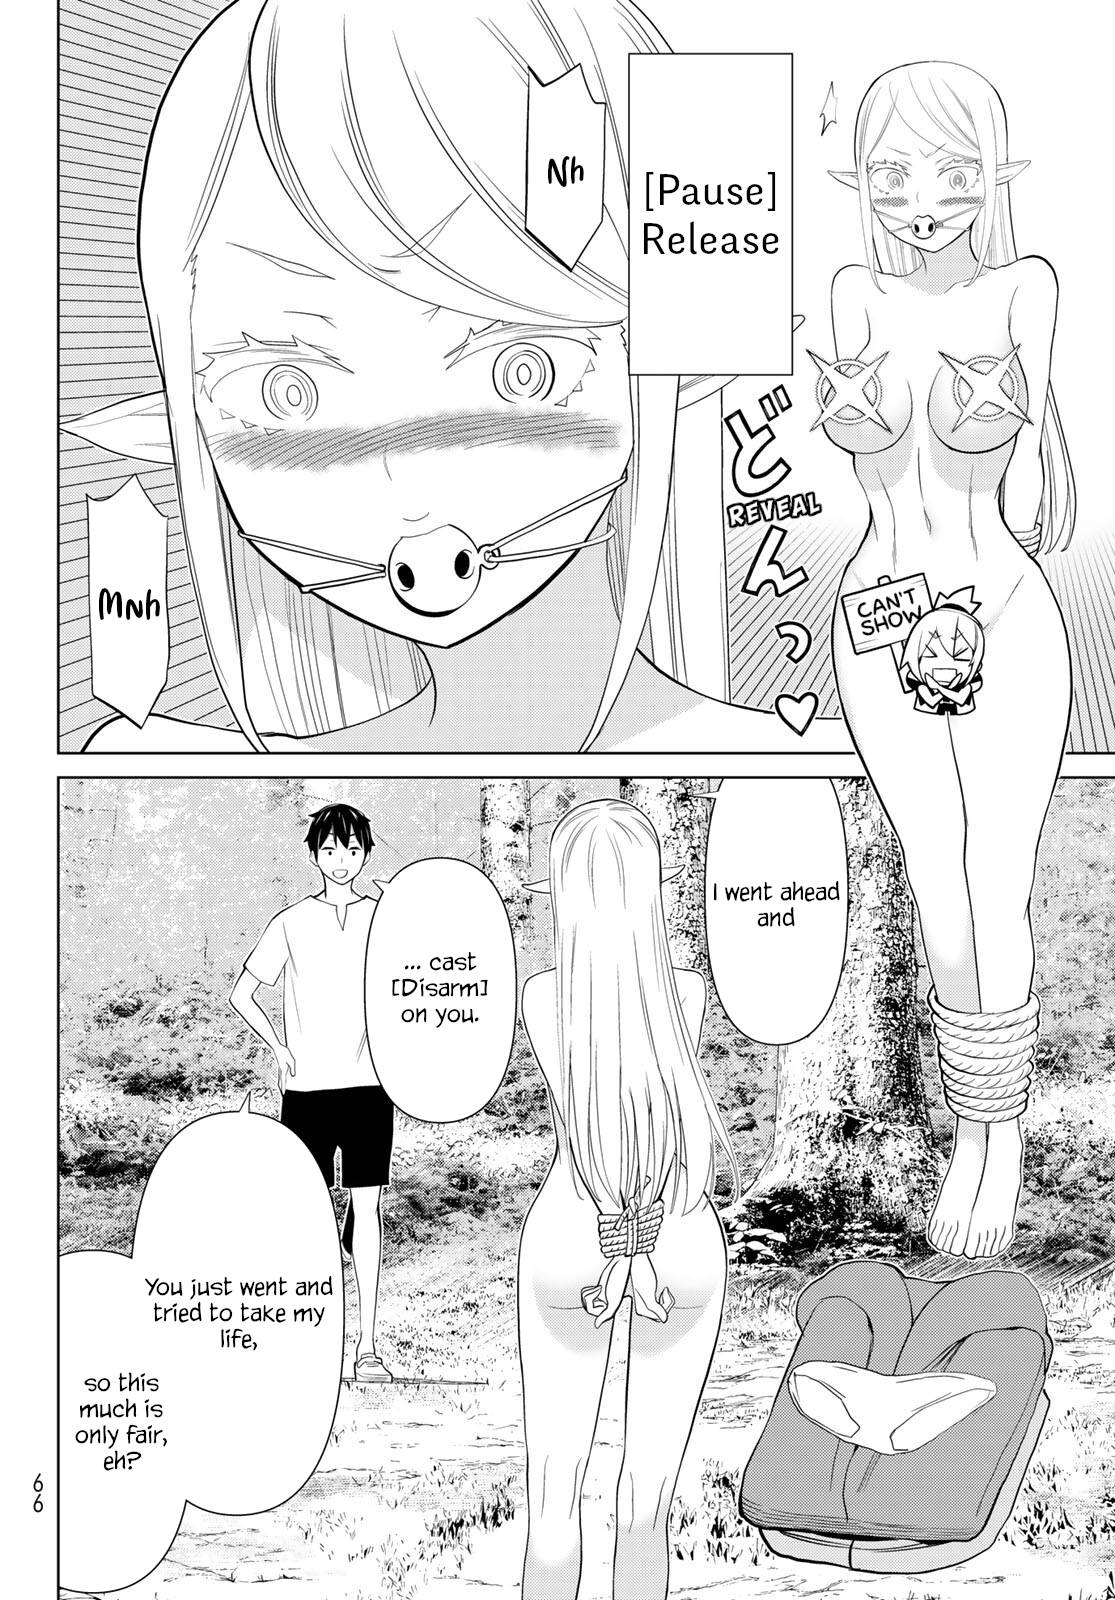 [Pause]
Release
Nh
ど
ん
っ
♡
REVEAL
CAN'T
SHOW
Mnh
I went ahead
and
... cast
[Disarm]
on you.
You just went and
tried to take my
life,
so this
much is
only fair,
eh?
66